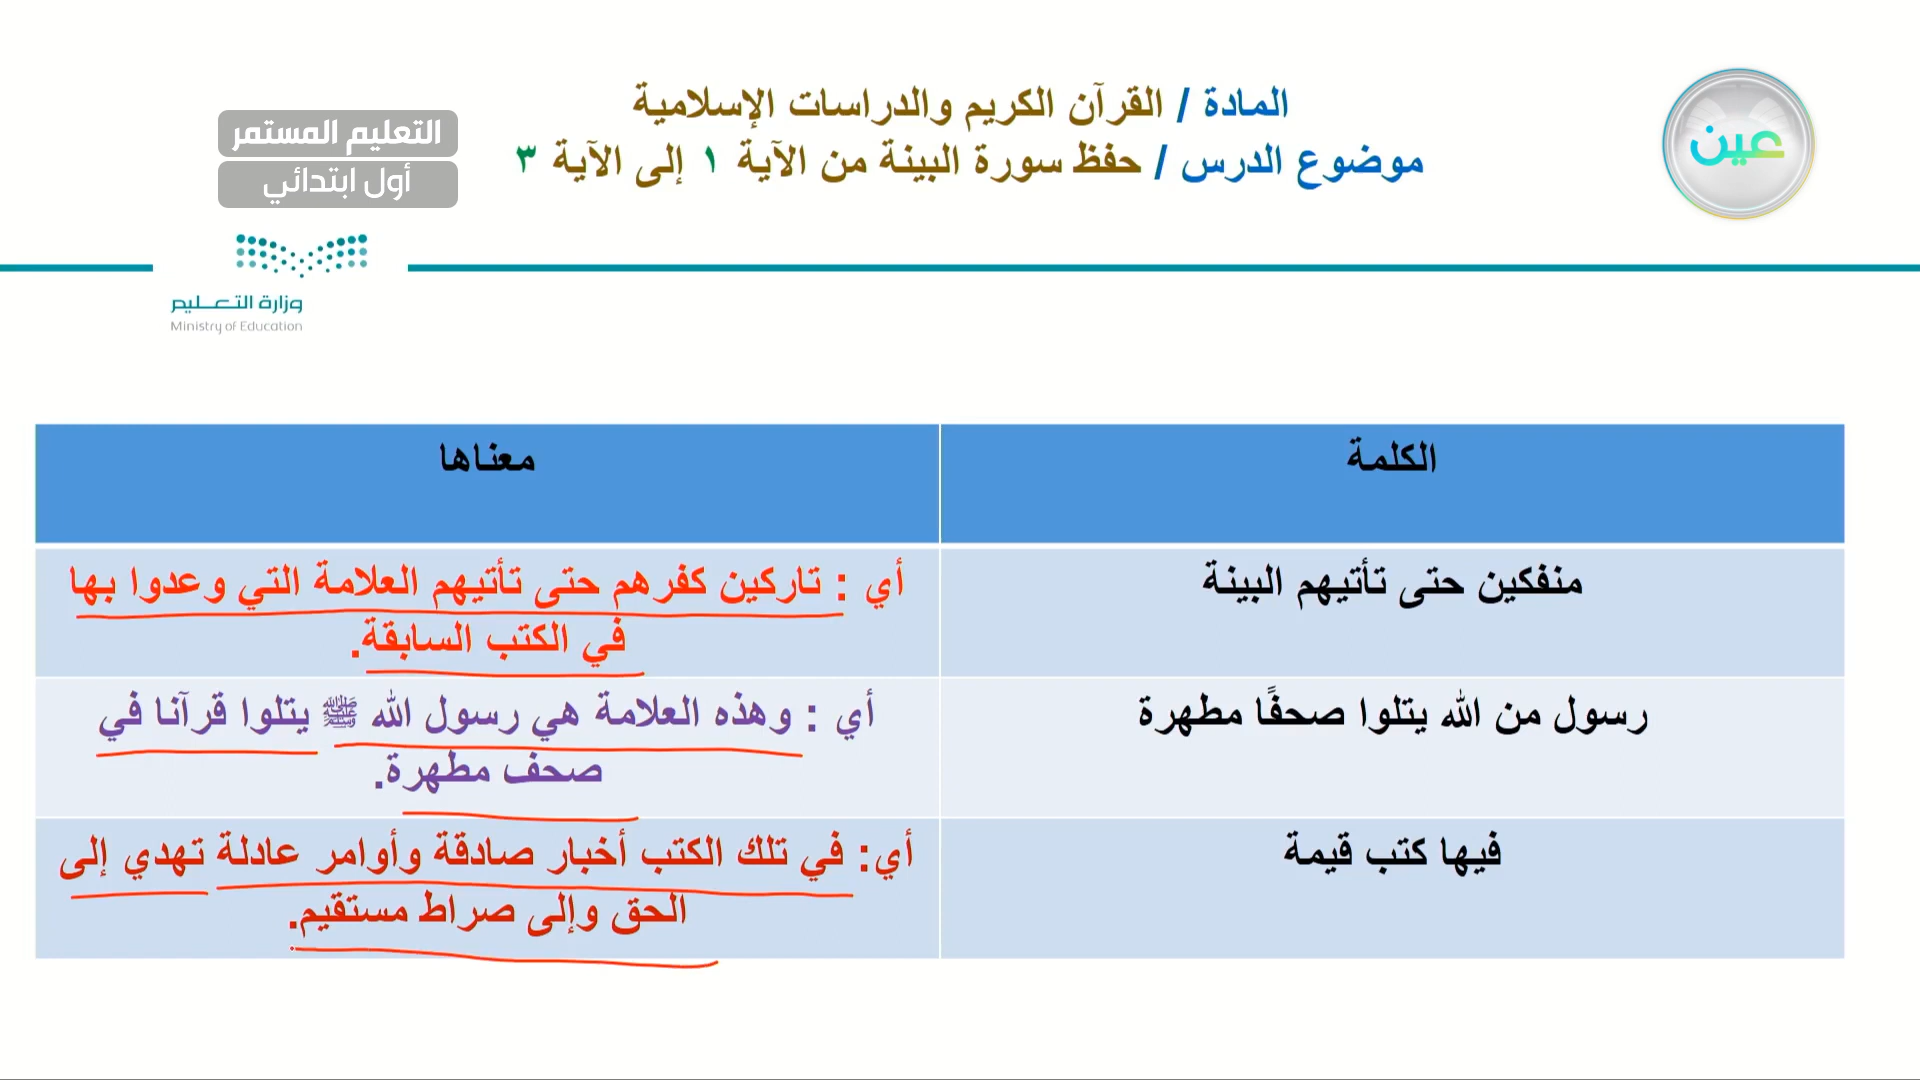 المادة / القرآن الكريم والدراسات الإسلامية
موضوع الدرس / حفظ سورة البينة من الآية ١ إلى الآية ٣
عين
التعليم المستمر
أول ابتدائي
وزارة التعليم
Ministry of Education
الكلمة
معناها
منفكين حتى تأتيهم البينة
أي : تاركين كفرهم حتى تأتيهم العلامة التي وعدوا بها
في الكتب السابقة.
رسول من الله يتلوا صحفًا مطهرة
أي : وهذه العلامة هي رسول الله ﷺ يتلوا قرآنا في
صحف مطهرة.
فيها كتب قيمة
أي: في تلك الكتب أخبار صادقة وأوامر عادلة تهدي إلى
الحق وإلى صراط مستقيم.